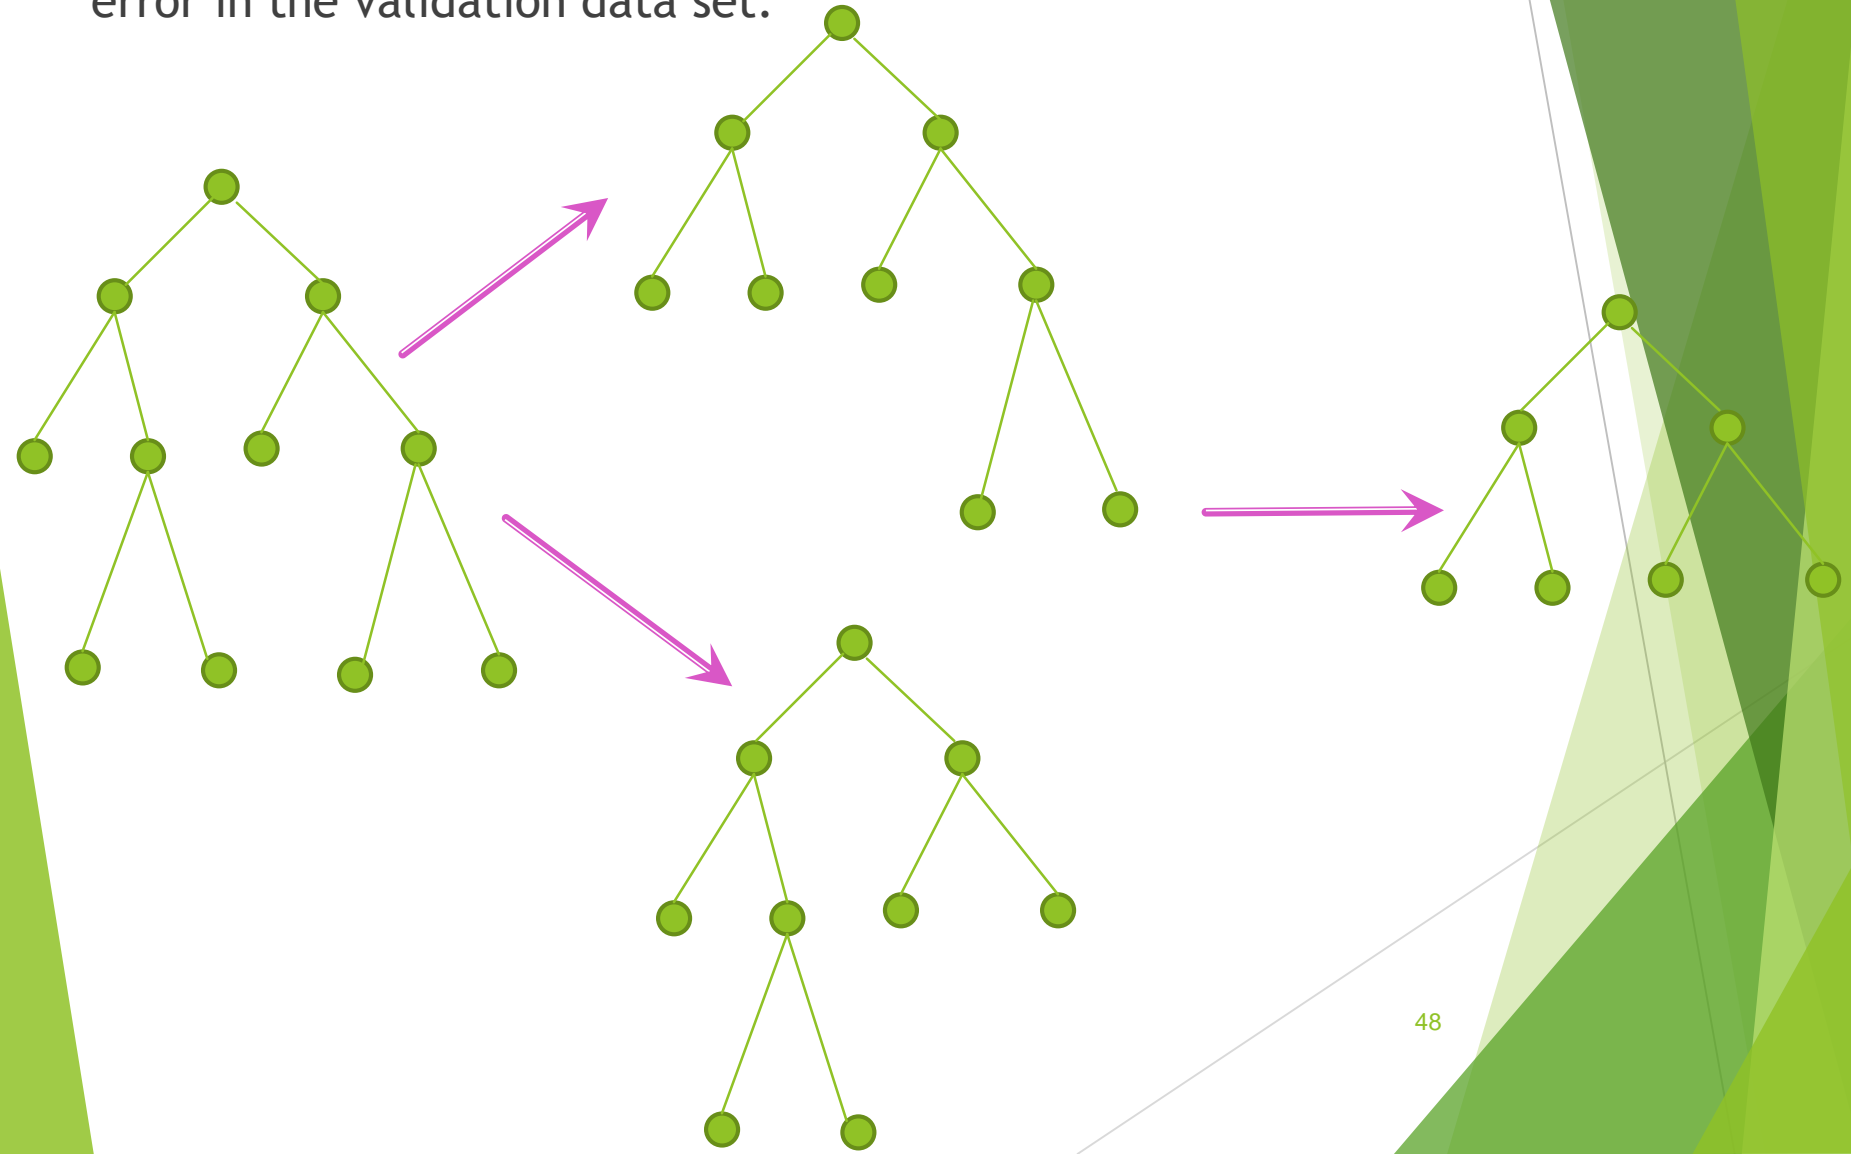 error in the validation data set.
48